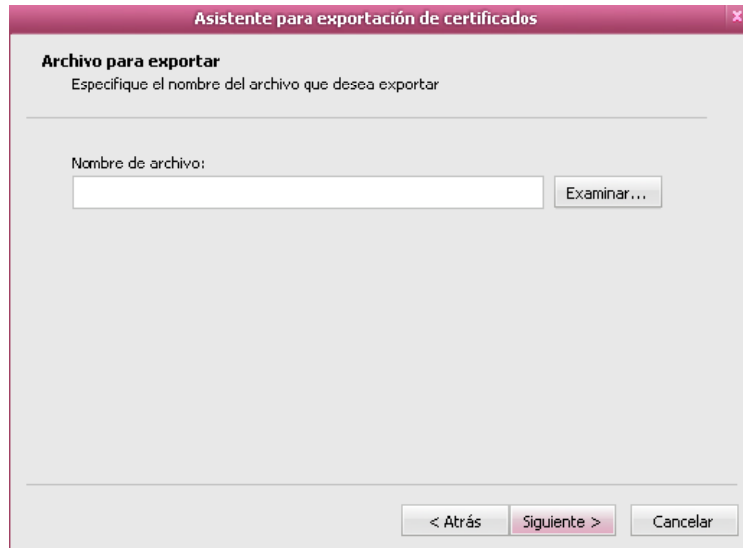 Asistente para exportación de certificados
Archivo para exportar
Especifique el nombre del archivo que desea exportar
Nombre de archivo:
Examinar...
< Atrás
Siguiente >
Cancelar